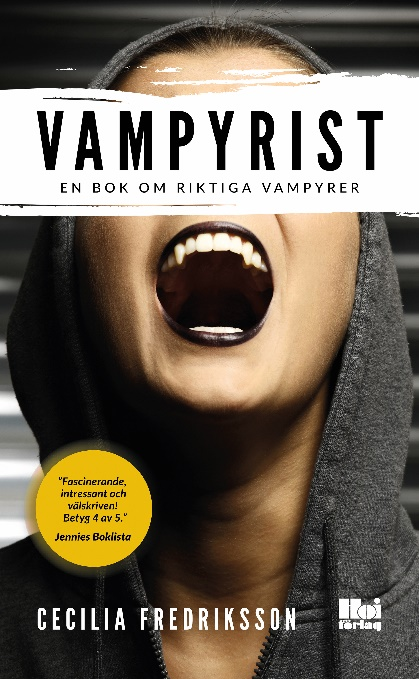 VAMPYRIST
EN BOK OM RIKTIGA VAMPYRER
"Fascinerande,
intressant och
välskriven!
Betyg 4 av 5."
Jennies Boklista
CECILIA FREDRIKSSON
Hoi
förlag